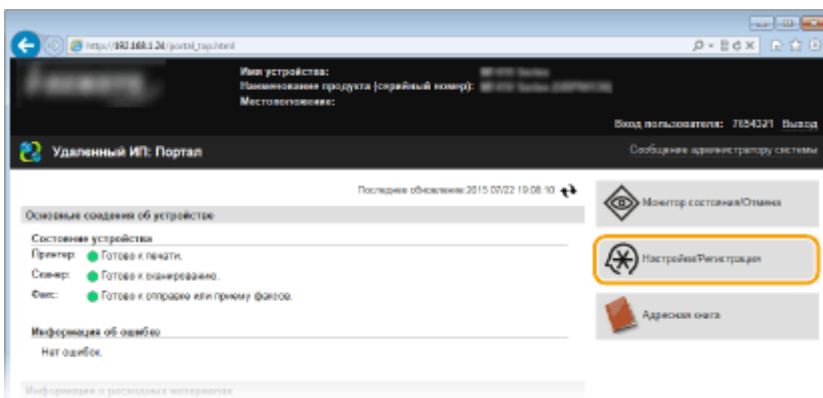 http://192.168.1.24/portal_top.html
Имя устройства:
Наименование продукта (серийный номер):
Местоположение:
Вход пользователя: 7654321 Выход
Удаленный ИП: Портал
Сообщение администратору системы
Последнее обновление: 2015 07/22 19:08:10
Основные сведения об устройстве
Состояние устройства
Принтер: Готово к печати.
Сканер: Готово к сканированию.
Факс: Готово к отправке или приему факсов.
Информация об ошибке
Нет ошибок.
Информация о расходных материалах
Монитор состояния/Отмена
Настройки/Регистрация
Адресная книга